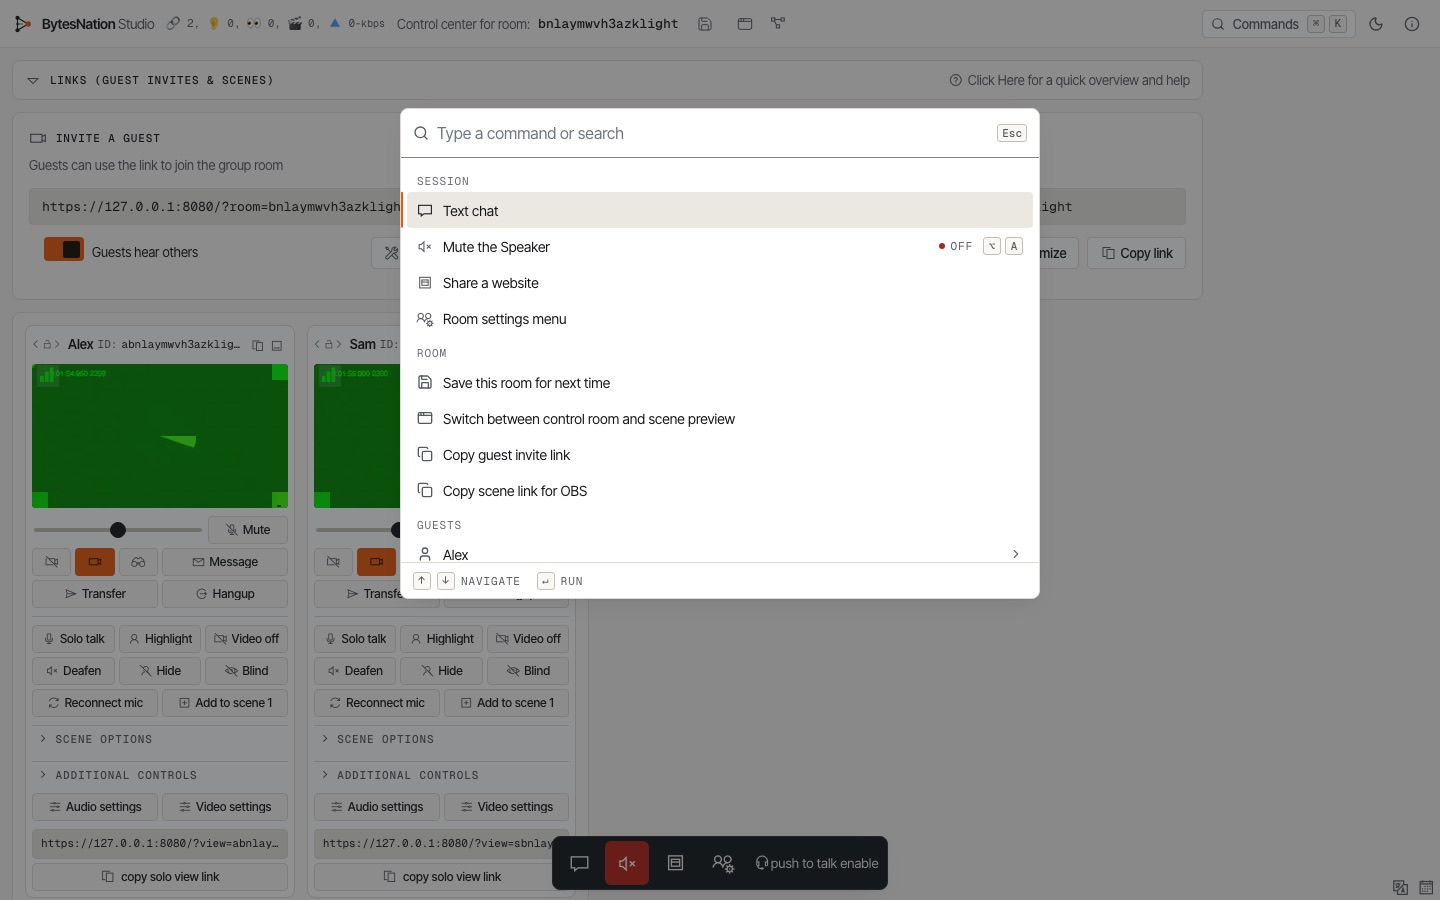 BytesNation Studio 2, 0, 0, 0, 0-kbps Control center for room: bnlaymwvh3azklight Commands ⌘ K
LINKS (GUEST INVITES & SCENES) Click Here for a quick overview and help
INVITE A GUEST
Guests can use the link to join the group room
https://127.0.0.1:8080/?room=bnlaymwvh3azkligh
ight
Guests hear others
mize Copy link
Type a command or search Esc
SESSION
Text chat
Mute the Speaker OFF ⌥ A
Share a website
Room settings menu
ROOM
Save this room for next time
Switch between control room and scene preview
Copy guest invite link
Copy scene link for OBS
GUESTS
Alex
↑ ↓ NAVIGATE ↵ RUN
Alex ID: abnlaymwvh3azklig…
Mute
Message
Transfer Hangup
Solo talk Highlight Video off
Deafen Hide Blind
Reconnect mic Add to scene 1
SCENE OPTIONS
ADDITIONAL CONTROLS
Audio settings Video settings
https://127.0.0.1:8080/?view=abnlay…
copy solo view link
Sam ID:
Transfe
Solo talk Highlight Video off
Deafen Hide Blind
Reconnect mic Add to scene 1
SCENE OPTIONS
ADDITIONAL CONTROLS
Audio settings Video settings
https://127.0.0.1:8080/?view=sbnlay
copy solo view link
push to talk enable